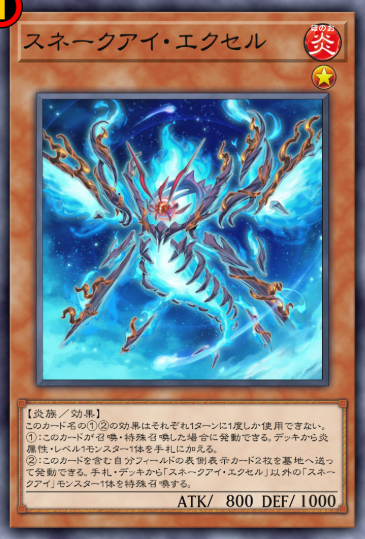 1
スネークアイ・エクセル
ほのお
炎
【炎族／効果】
このカード名の①②の効果はそれぞれ1ターンに1度しか使用できない。
①：このカードが召喚・特殊召喚した場合に発動できる。デッキから炎
属性・レベル1モンスター1体を手札に加える。
②：このカードを含む自分フィールドの表側表示カード2枚を墓地へ送っ
て発動できる。手札・デッキから「スネークアイ・エクセル」以外の「スネー
クアイ」モンスター1体を特殊召喚する。
ATK/ 800 DEF/ 1000